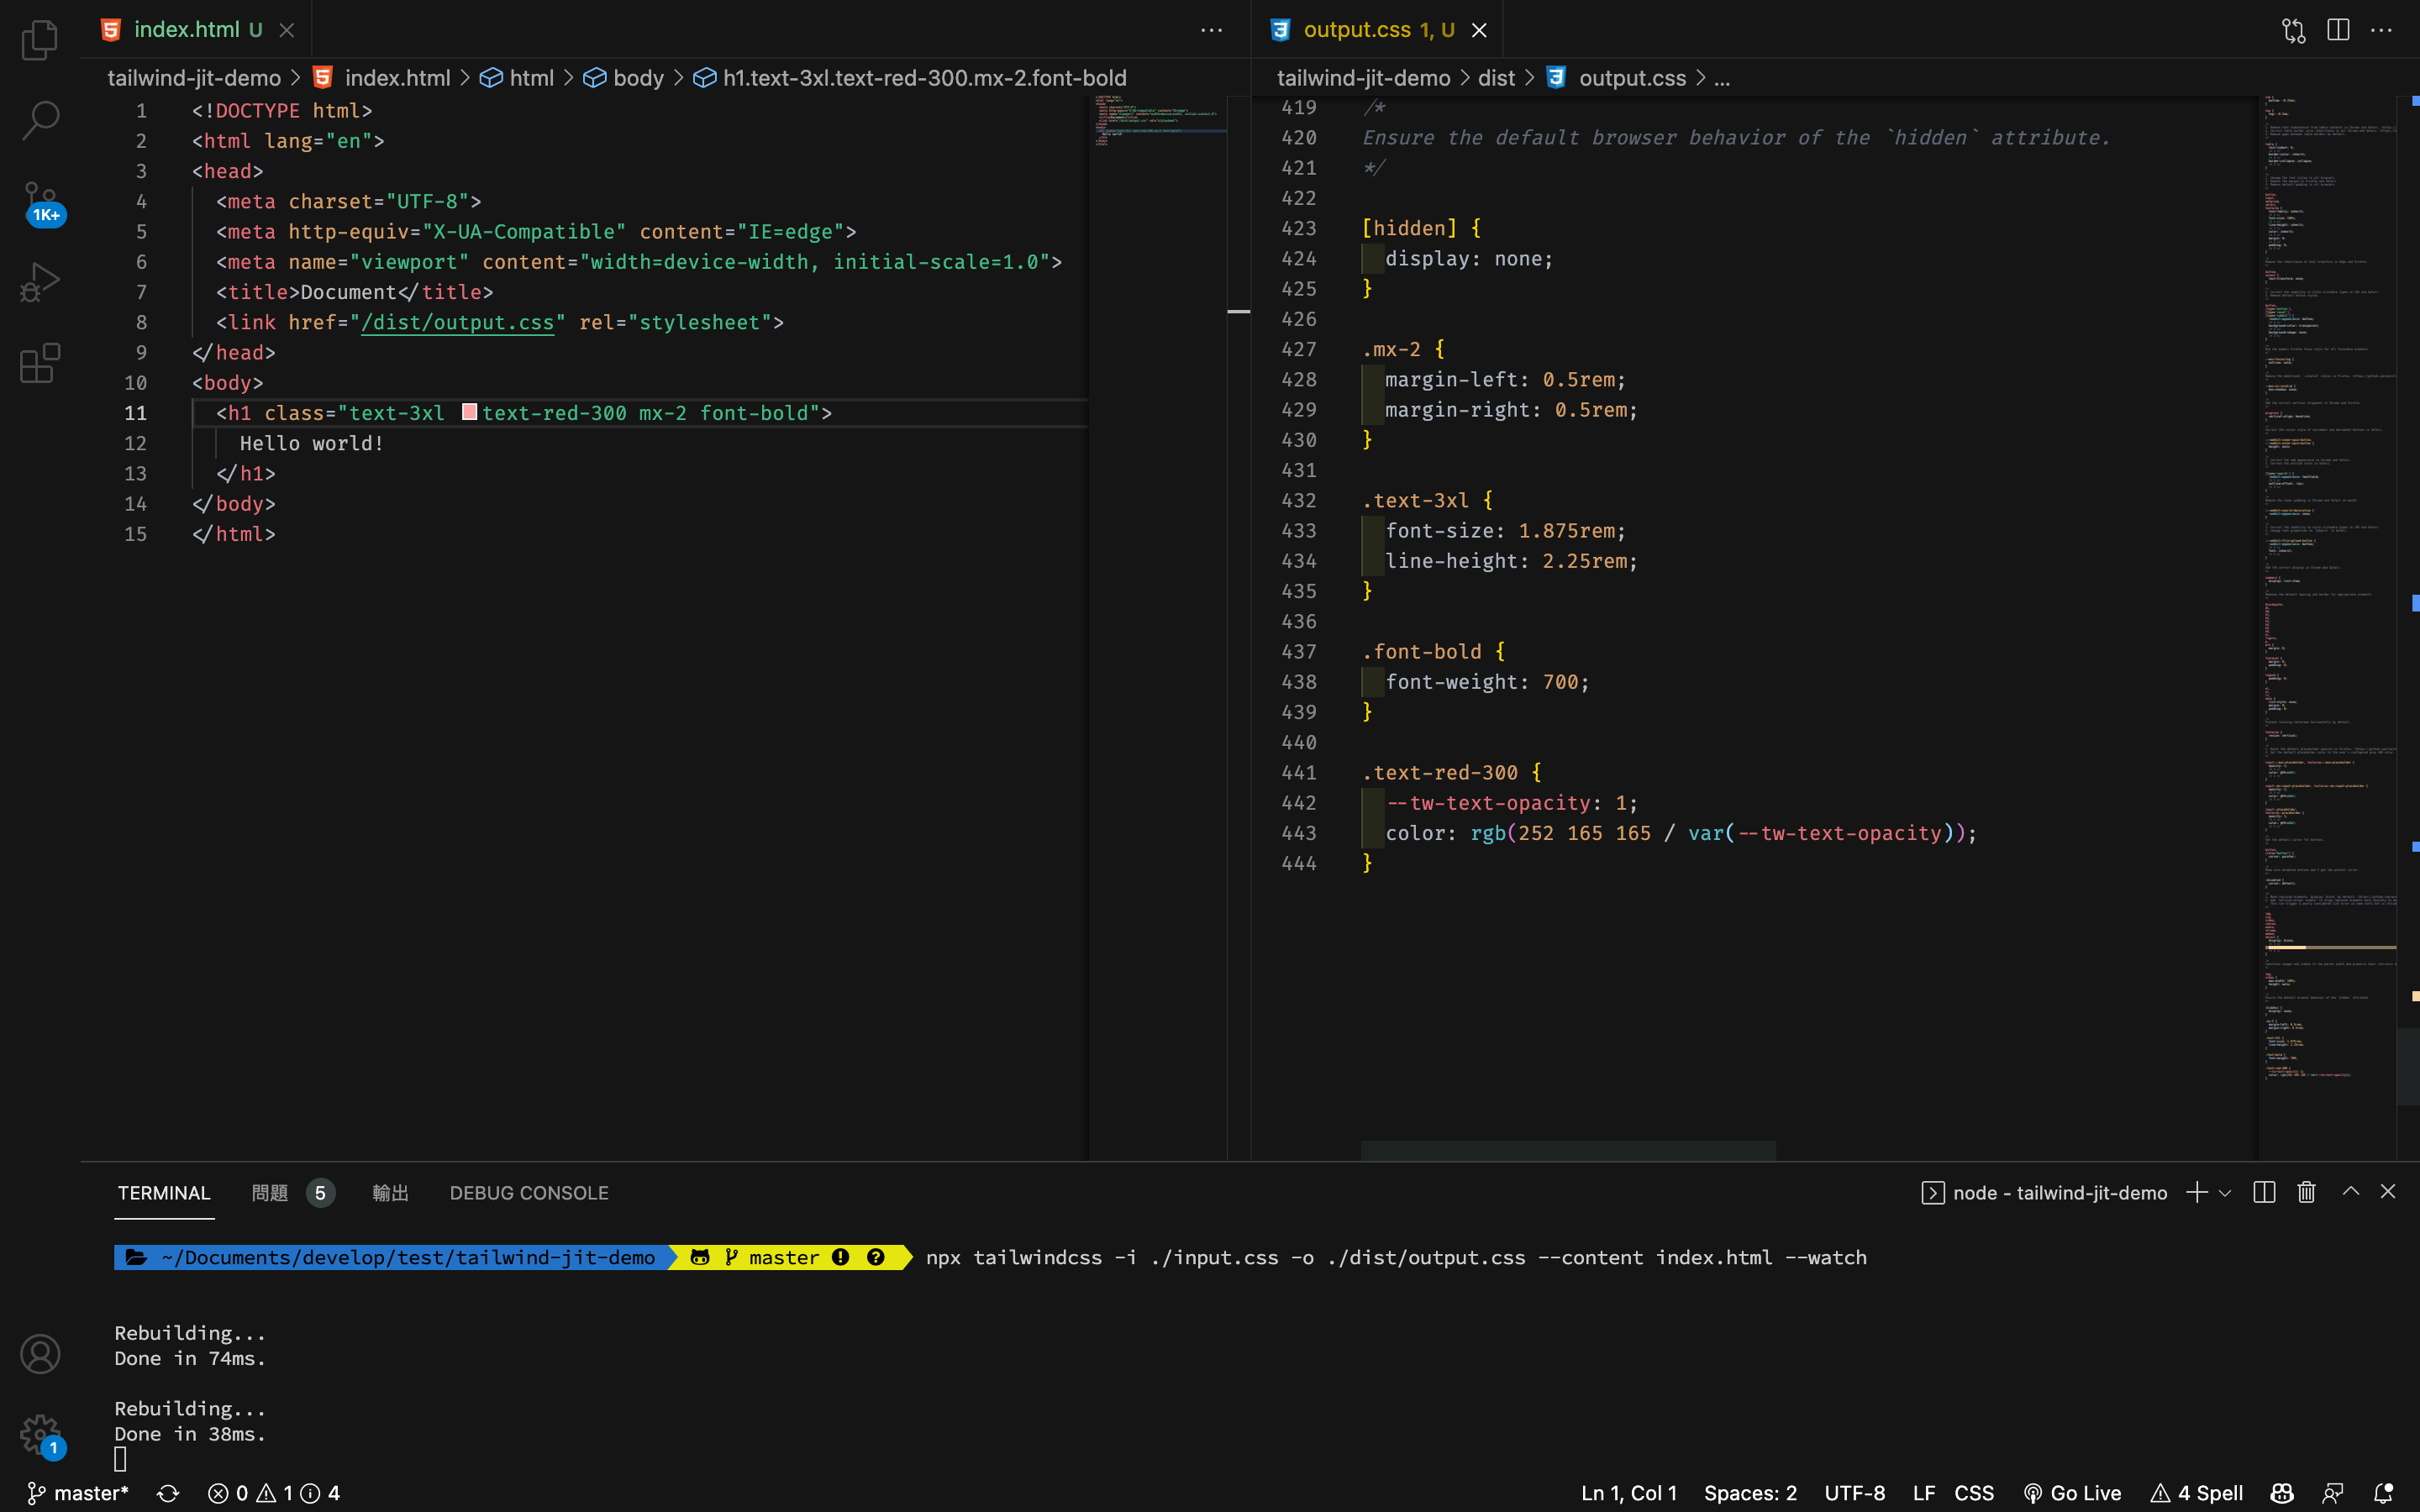 index.html U
output.css 1, U
tailwind-jit-demo > index.html > html > body > h1.text-3xl.text-red-300.mx-2.font-bold
1 <!DOCTYPE html>
2 <html lang="en">
3 <head>
4 <meta charset="UTF-8">
5 <meta http-equiv="X-UA-Compatible" content="IE=edge">
6 <meta name="viewport" content="width=device-width, initial-scale=1.0">
7 <title>Document</title>
8 <link href="/dist/output.css" rel="stylesheet">
9 </head>
10 <body>
11 <h1 class="text-3xl text-red-300 mx-2 font-bold">
12 Hello world!
13 </h1>
14 </body>
15 </html>
tailwind-jit-demo > dist > output.css > ...
419 /*
420 Ensure the default browser behavior of the `hidden` attribute.
421 */
422
423 [hidden] {
424 display: none;
425 }
426
427 .mx-2 {
428 margin-left: 0.5rem;
429 margin-right: 0.5rem;
430 }
431
432 .text-3xl {
433 font-size: 1.875rem;
434 line-height: 2.25rem;
435 }
436
437 .font-bold {
438 font-weight: 700;
439 }
440
441 .text-red-300 {
442 --tw-text-opacity: 1;
443 color: rgb(252 165 165 / var(--tw-text-opacity));
444 }
1K+
TERMINAL 問題 5 輸出 DEBUG CONSOLE
node - tailwind-jit-demo
~/Documents/develop/test/tailwind-jit-demo master npx tailwindcss -i ./input.css -o ./dist/output.css --content index.html --watch
Rebuilding...
Done in 74ms.
Rebuilding...
Done in 38ms.
1
master* 0 1 4
Ln 1, Col 1 Spaces: 2 UTF-8 LF CSS Go Live 4 Spell